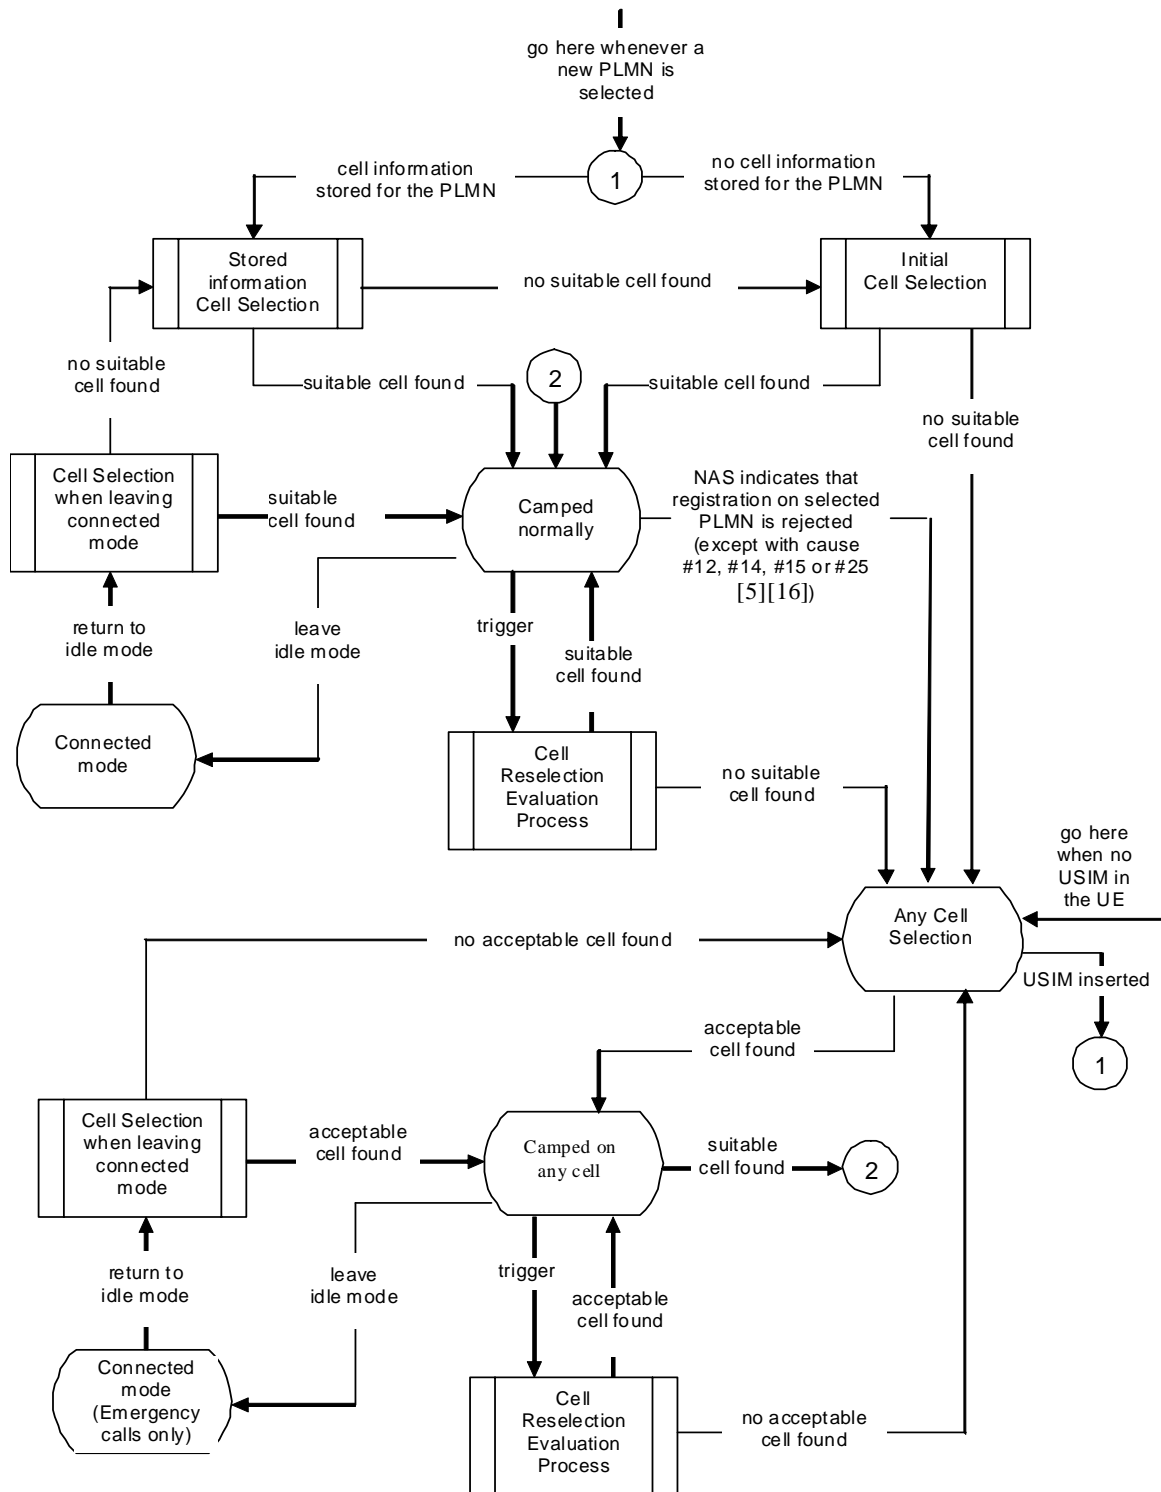 go here whenever a
new PLMN is
selected
1
cell information
stored for the PLMN
no cell information
stored for the PLMN
Stored
information
Cell Selection
no suitable cell found
Initial
Cell Selection
no suitable
cell found
suitable cell found
2
suitable cell found
no suitable
cell found
Cell Selection
when leaving
connected
mode
suitable
cell found
Camped
normally
NAS indicates that
registration on selected
PLMN is rejected
(except with cause
#12, #14, #15 or #25
[5][16])
return to
idle mode
leave
idle mode
trigger
suitable
cell found
Connected
mode
Cell
Reselection
Evaluation
Process
no suitable
cell found
go here
when no
USIM in
the UE
Any Cell
Selection
no acceptable cell found
USIM inserted
1
acceptable
cell found
Cell Selection
when leaving
connected
mode
acceptable
cell found
Camped on
any cell
suitable
cell found
2
return to
idle mode
leave
idle mode
trigger
acceptable
cell found
Connected
mode
(Emergency
calls only)
Cell
Reselection
Evaluation
Process
no acceptable
cell found